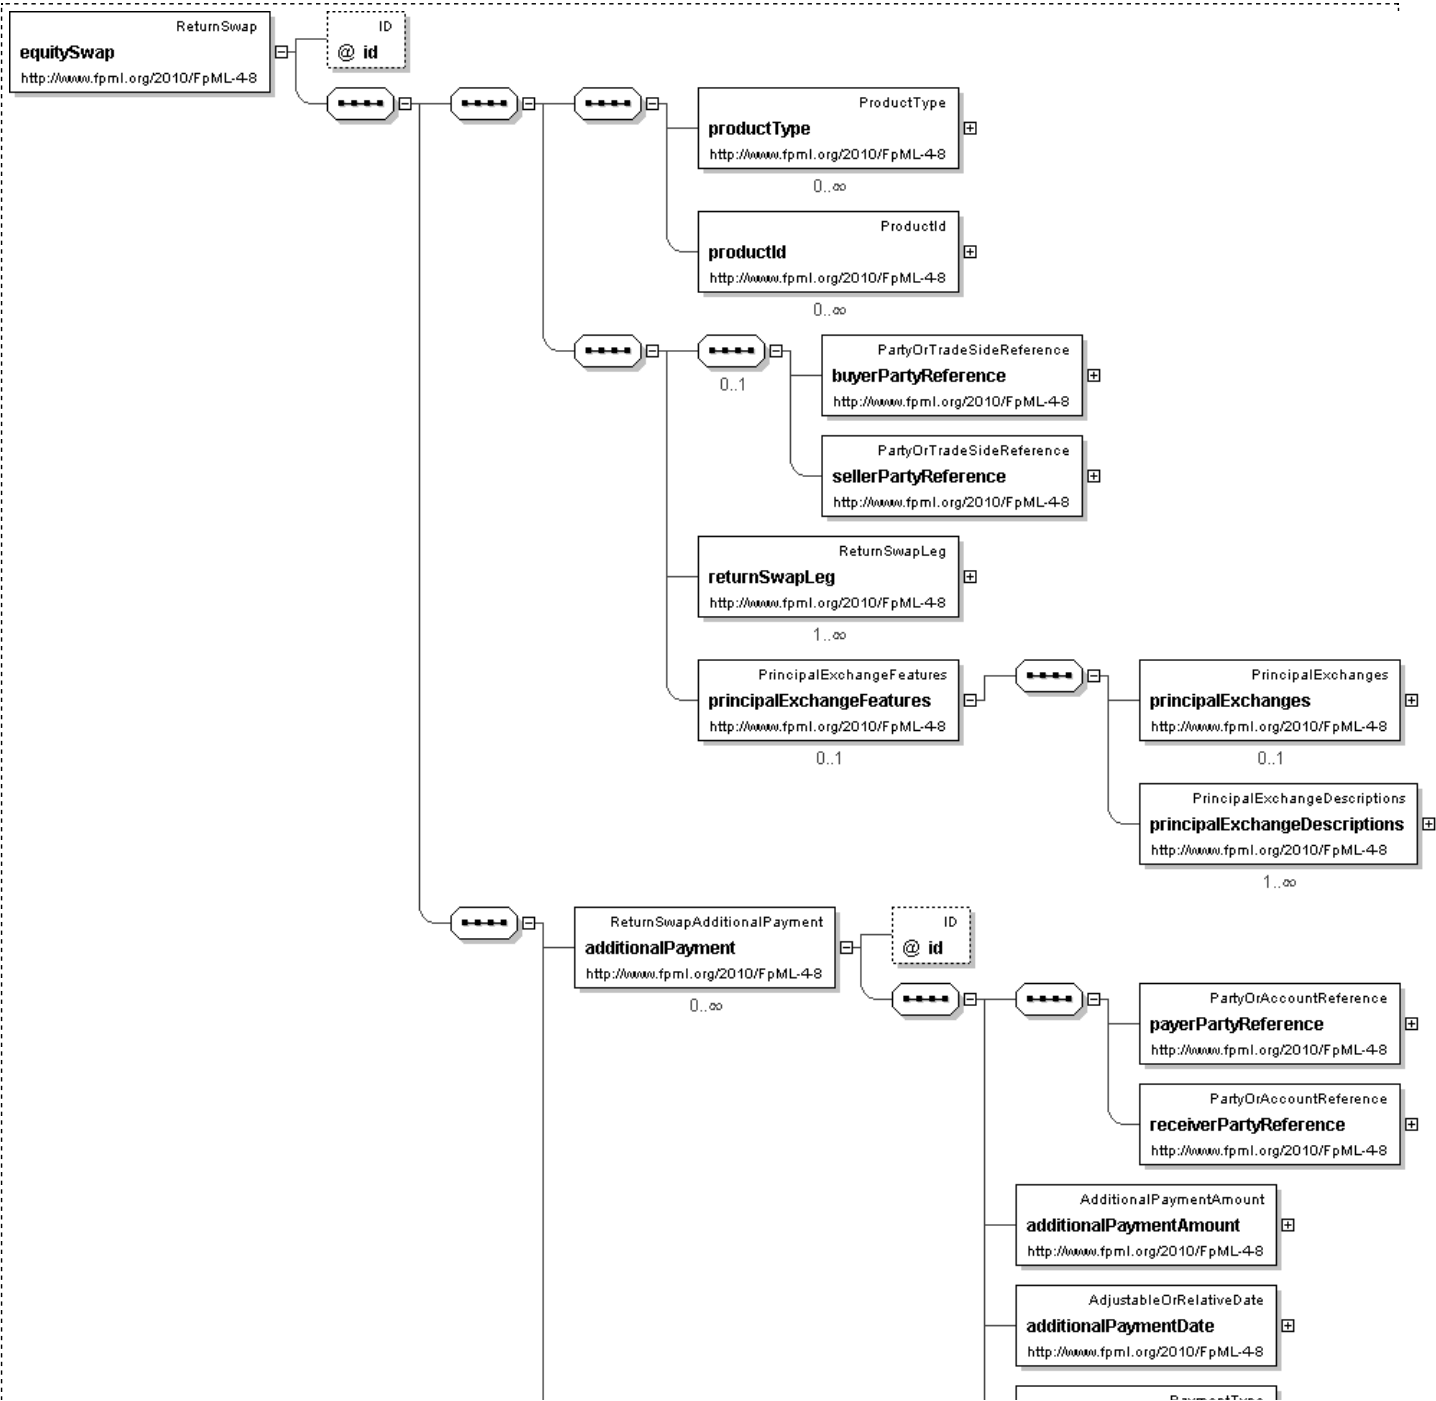 ReturnSwap
equitySwap
http://www.fpml.org/2010/FpML-4-8
ID
@ id
ProductType
productType
http://www.fpml.org/2010/FpML-4-8
0..∞
ProductId
productId
http://www.fpml.org/2010/FpML-4-8
0..∞
PartyOrTradeSideReference
buyerPartyReference
http://www.fpml.org/2010/FpML-4-8
0..1
PartyOrTradeSideReference
sellerPartyReference
http://www.fpml.org/2010/FpML-4-8
ReturnSwapLeg
returnSwapLeg
http://www.fpml.org/2010/FpML-4-8
1..∞
PrincipalExchangeFeatures
principalExchangeFeatures
http://www.fpml.org/2010/FpML-4-8
0..1
PrincipalExchanges
principalExchanges
http://www.fpml.org/2010/FpML-4-8
0..1
PrincipalExchangeDescriptions
principalExchangeDescriptions
http://www.fpml.org/2010/FpML-4-8
1..∞
ReturnSwapAdditionalPayment
additionalPayment
http://www.fpml.org/2010/FpML-4-8
0..∞
ID
@ id
PartyOrAccountReference
payerPartyReference
http://www.fpml.org/2010/FpML-4-8
PartyOrAccountReference
receiverPartyReference
http://www.fpml.org/2010/FpML-4-8
AdditionalPaymentAmount
additionalPaymentAmount
http://www.fpml.org/2010/FpML-4-8
AdjustableOrRelativeDate
additionalPaymentDate
http://www.fpml.org/2010/FpML-4-8
PaymentType